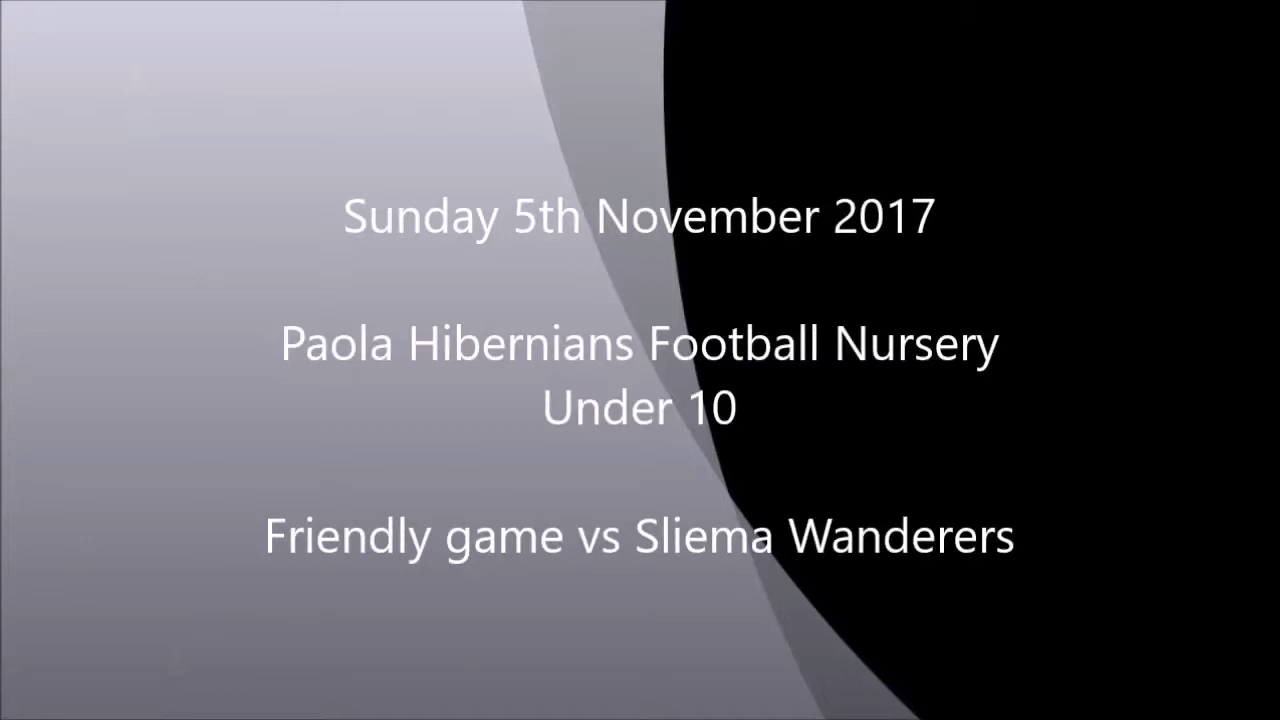 Sunday 5th November 2017
Paola Hibernians Football Nursery
Under 10
Friendly game vs Sliema Wanderers